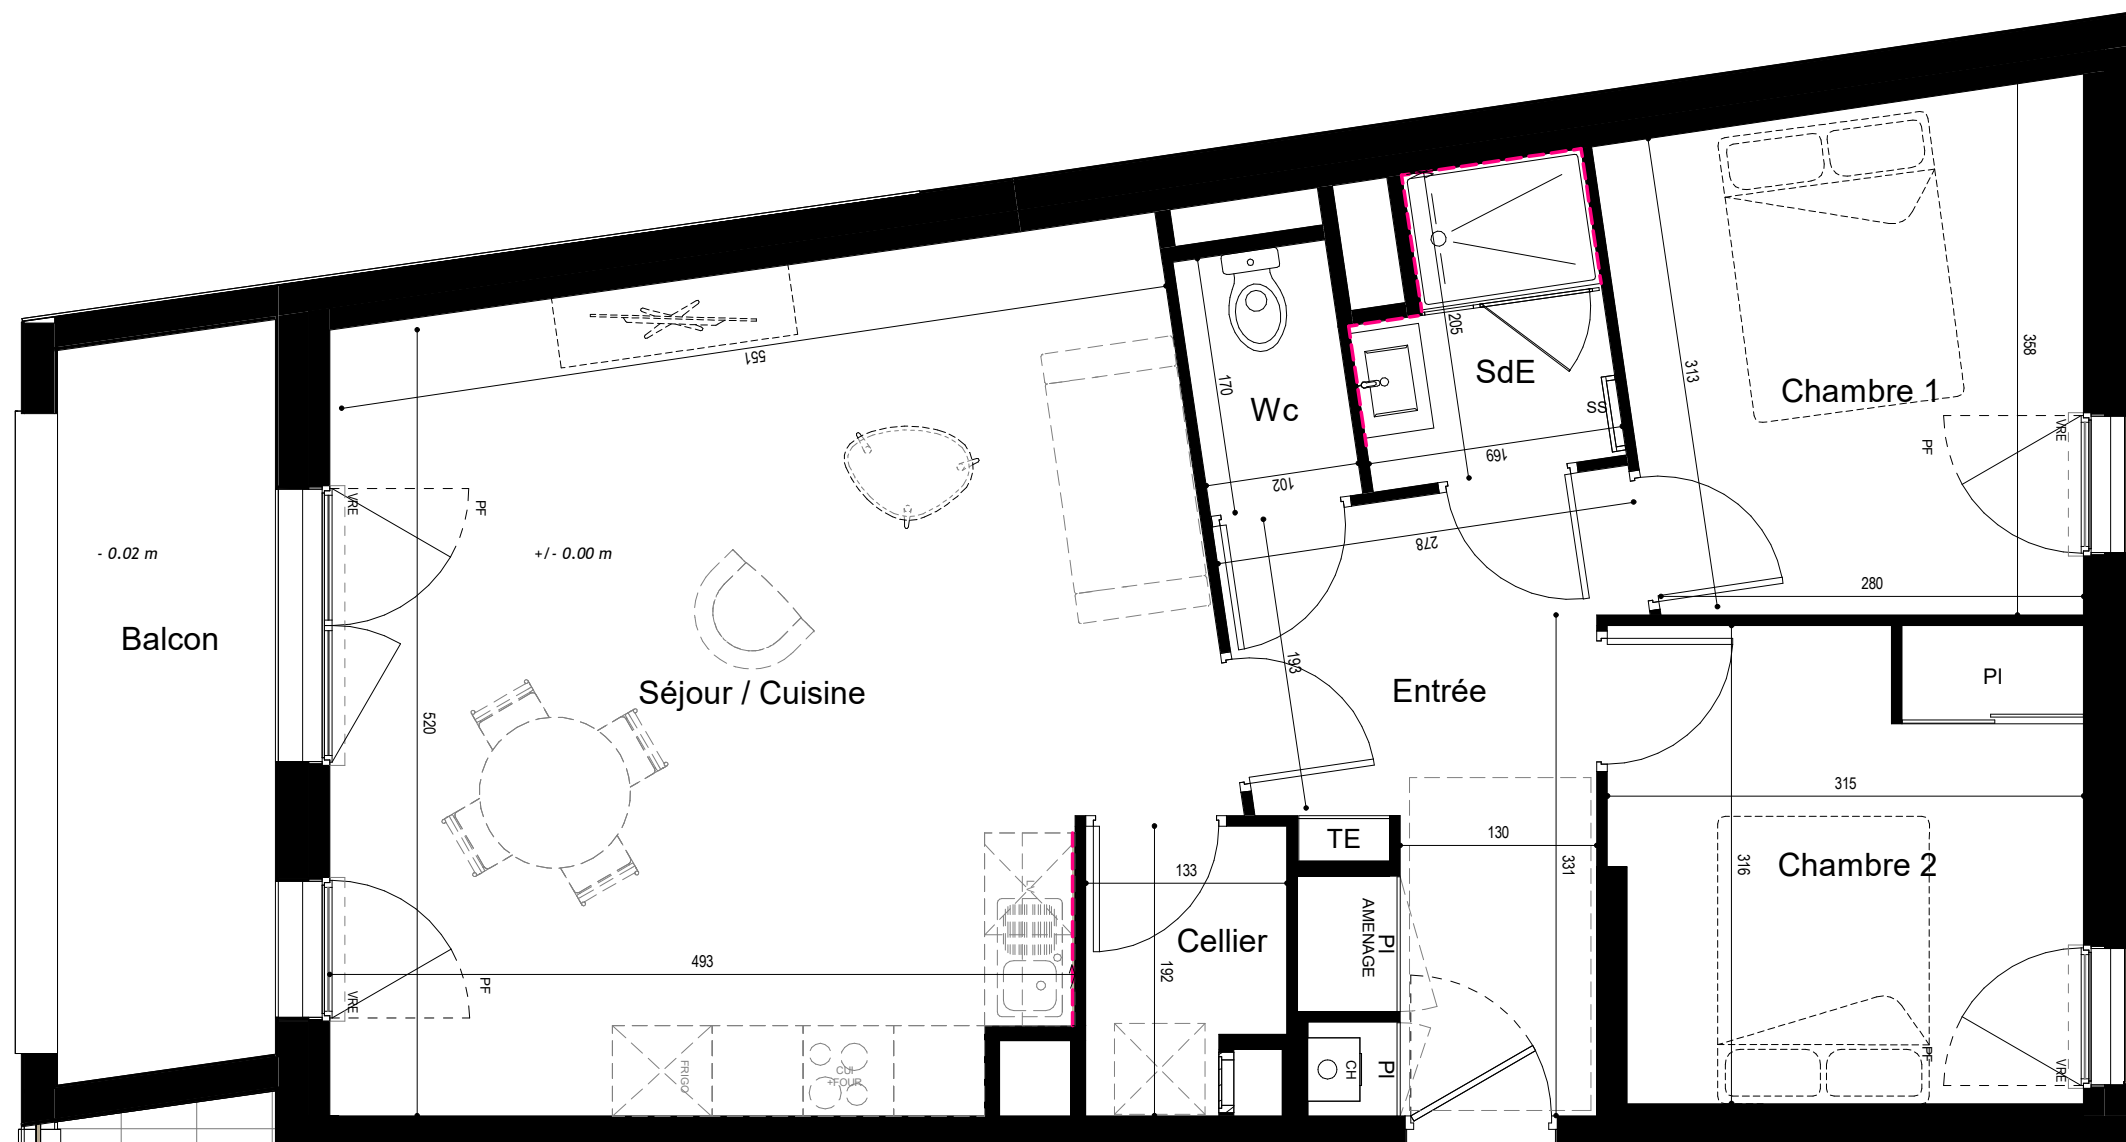 551
170
Wc
102
205
SdE
SS
169
278
313
Chambre 1
358
VRE
PF
280
- 0.02 m
+/- 0.00 m
VRE
PF
Balcon
Séjour / Cuisine
520
193
Entrée
PI
315
Chambre 2
316
TE
130
331
133
Cellier
192
PI
AMENAGE
493
VRE
PF
FRIGO
CUI
+FOUR
CH
PI
PF
VRE